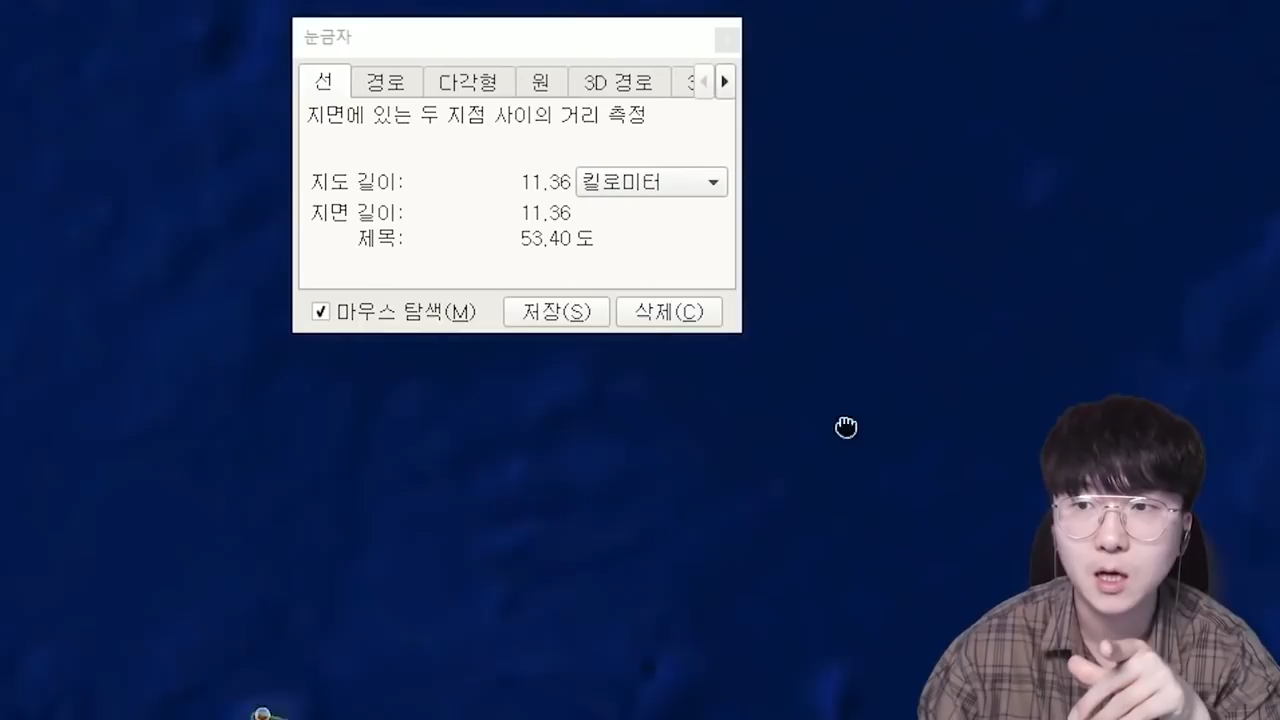 눈금자
선 경로 다각형 원 3D 경로 3
지면에 있는 두 지점 사이의 거리 측정
지도 길이: 11.36 킬로미터
지면 길이: 11.36
제목: 53.40 도
마우스 탐색(M) 저장(S) 삭제(C)